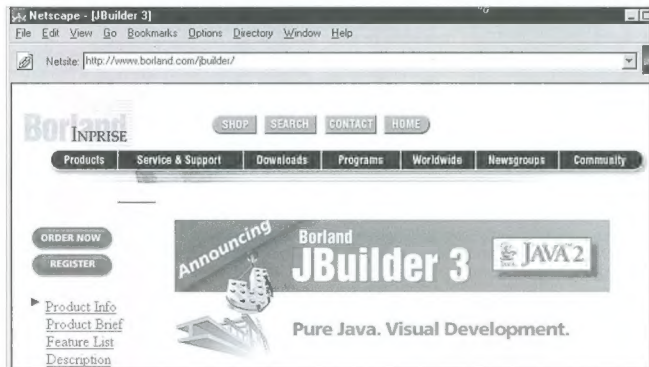 Netscape - [JBuilder 3]
File Edit View Go Bookmarks Options Directory Window Help
Netsite: http://www.borland.com/jbuilder/
Borland
INPRISE
SHOP SEARCH CONTACT HOME
Products Service & Support Downloads Programs Worldwide Newsgroups Community
ORDER NOW
REGISTER
Announcing
Borland
JBuilder 3
JAVA 2
Pure Java. Visual Development.
Product Info
Product Brief
Feature List
Description